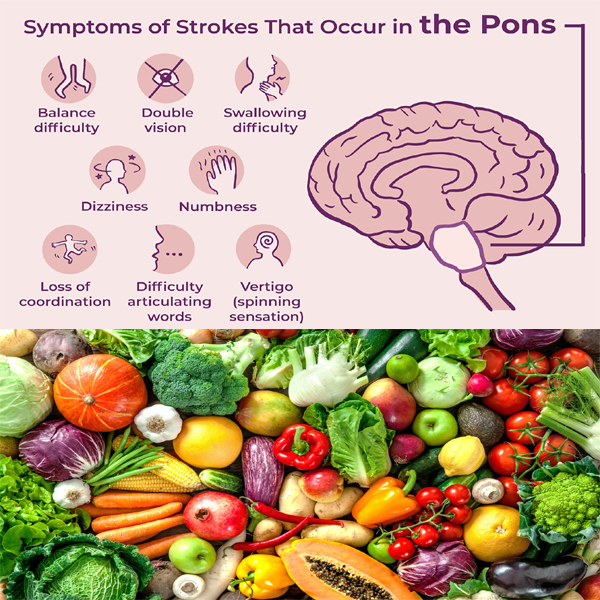 Symptoms of Strokes That Occur in the Pons
Balance
difficulty
Double
vision
Swallowing
difficulty
Dizziness
Numbness
Loss of
coordination
Difficulty
articulating
words
Vertigo
(spinning
sensation)